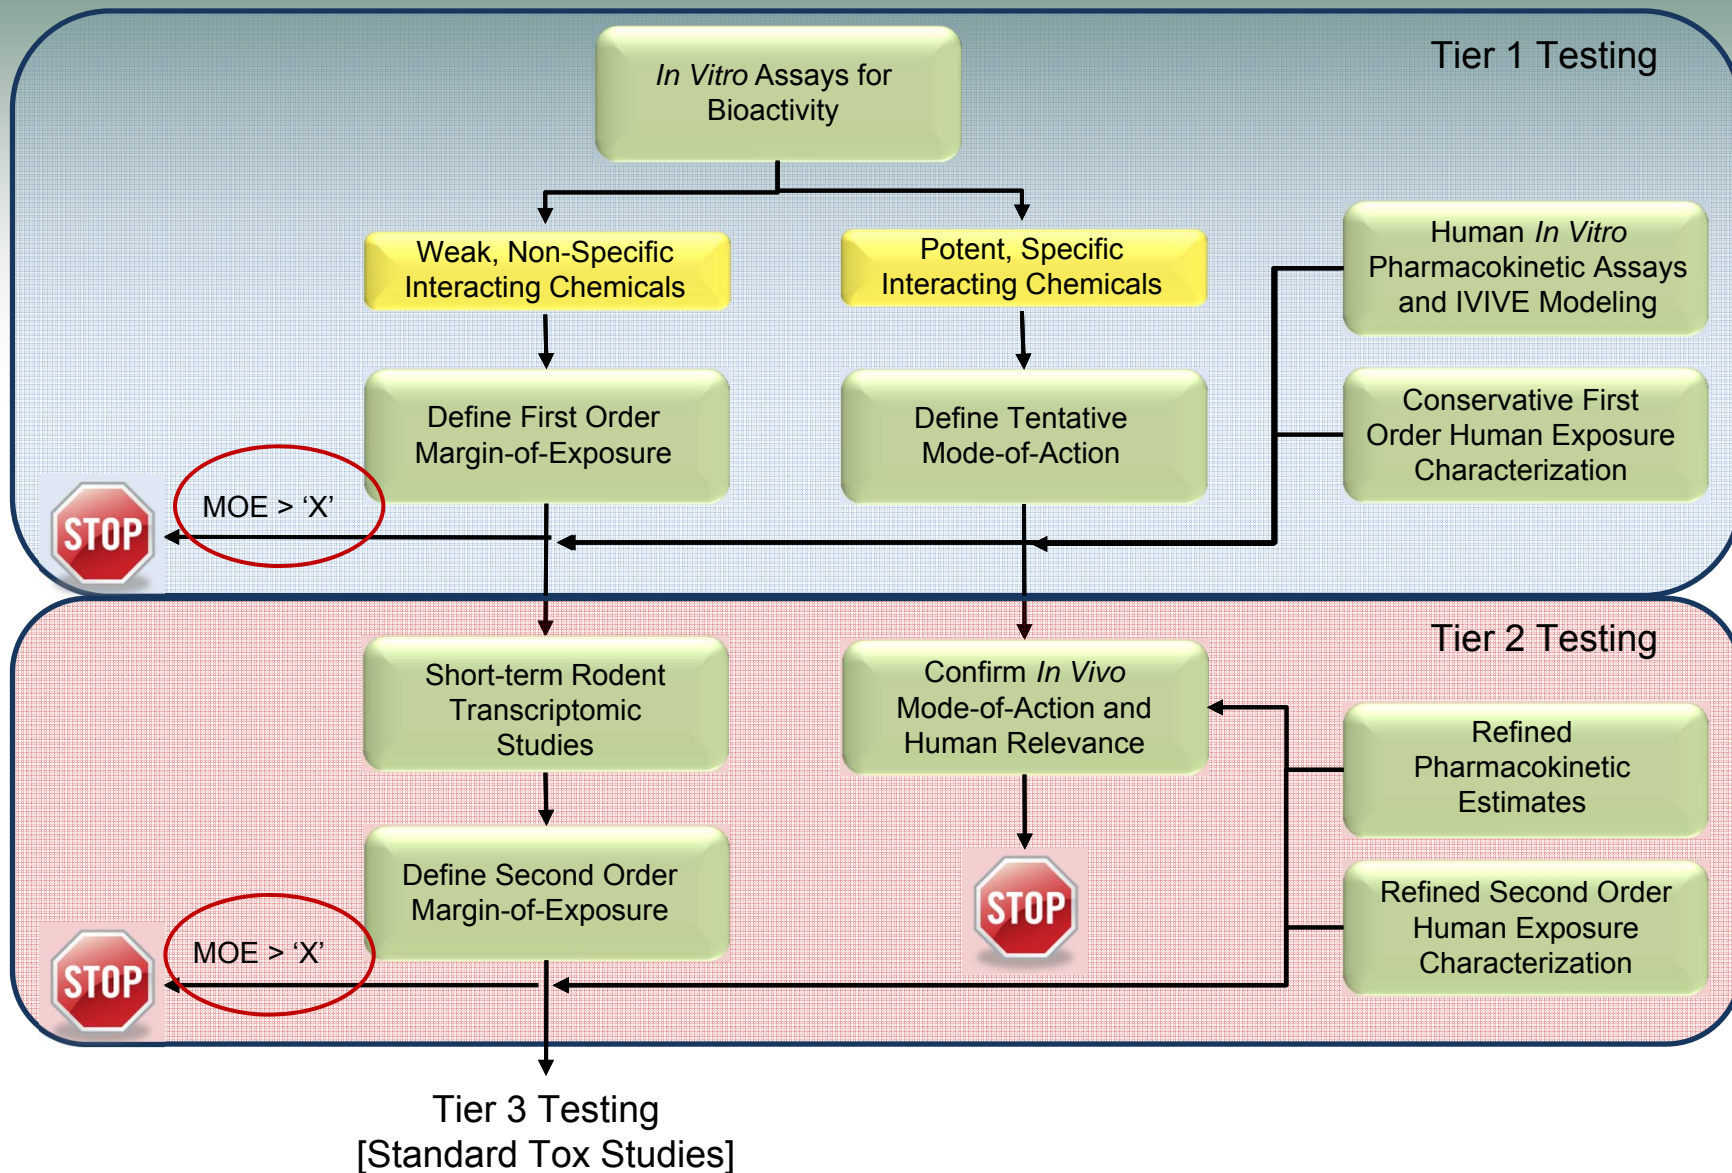 Tier 1 Testing
In Vitro Assays for
Bioactivity
Weak, Non-Specific
Interacting Chemicals
Potent, Specific
Interacting Chemicals
Human In Vitro
Pharmacokinetic Assays
and IVIVE Modeling
Define First Order
Margin-of-Exposure
Define Tentative
Mode-of-Action
Conservative First
Order Human Exposure
Characterization
STOP
MOE > ‘X’
Tier 2 Testing
Short-term Rodent
Transcriptomic
Studies
Confirm In Vivo
Mode-of-Action and
Human Relevance
Refined
Pharmacokinetic
Estimates
Define Second Order
Margin-of-Exposure
STOP
Refined Second Order
Human Exposure
Characterization
STOP
MOE > ‘X’
Tier 3 Testing
[Standard Tox Studies]